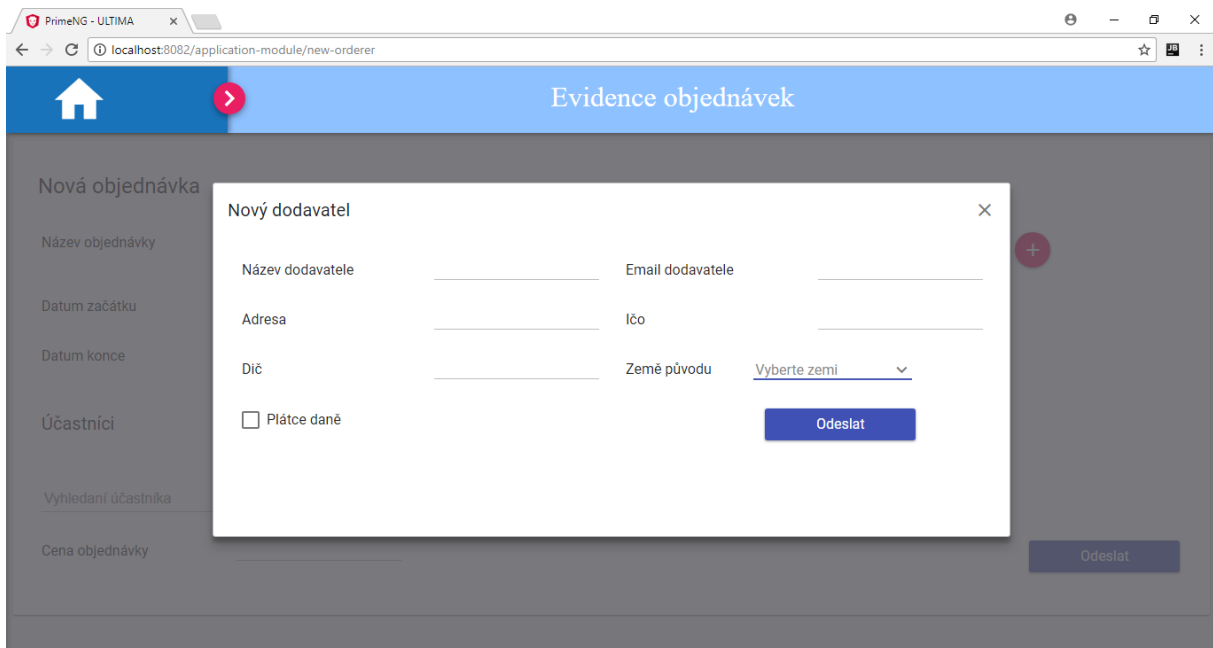 PrimeNG - ULTIMA
localhost:8082/application-module/new-orderer
JB
Evidence objednávek
Nová objednávka
Název objednávky
Datum začátku
Datum konce
Účastníci
Vyhledaní účastníka
Cena objednávky
Odeslat
Nový dodavatel
Název dodavatele
Email dodavatele
Adresa
Ičo
Dič
Země původu
Vyberte zemi
Plátce daně
Odeslat